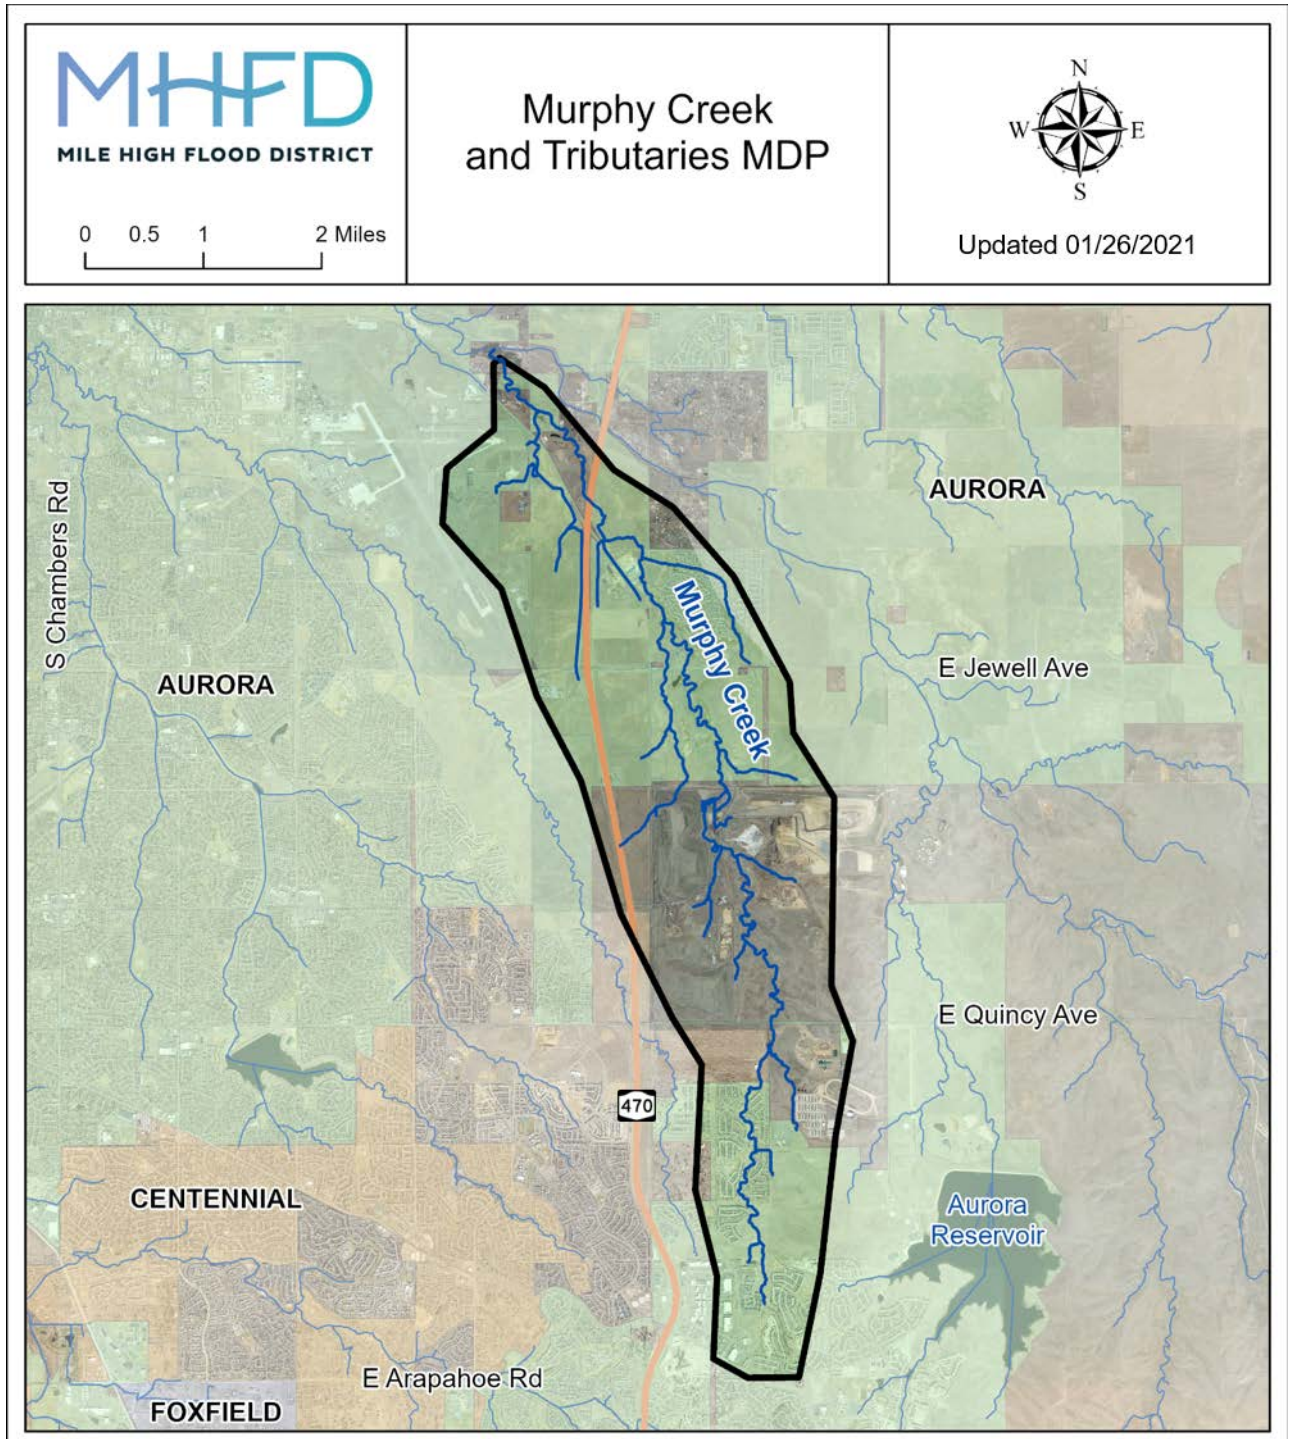 MHFD
MILE HIGH FLOOD DISTRICT
0 0.5 1 2 Miles
Murphy Creek
and Tributaries MDP
N
W E
S
Updated 01/26/2021
S Chambers Rd
AURORA
Murphy Creek
E Jewell Ave
AURORA
E Quincy Ave
470
CENTENNIAL
Aurora
Reservoir
E Arapahoe Rd
FOXFIELD